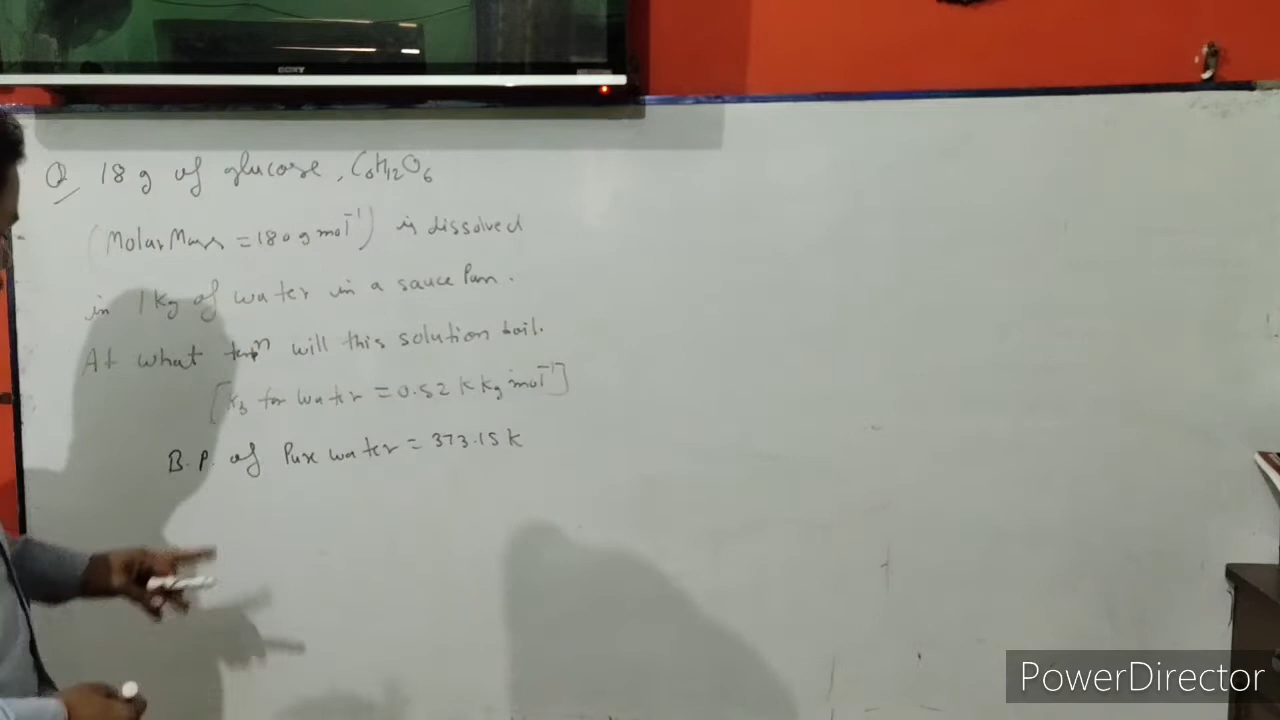 SONY
Q 18 g of glucose, C6H12O6
(Molar Mass = 180 g mol-1) is dissolved
in 1 Kg of water in a sauce Pan.
At what tempn will this solution boil.
[Kb for water = 0.52 K Kg mol-1]
B.P. of Pure water = 373.15 K
PowerDirector